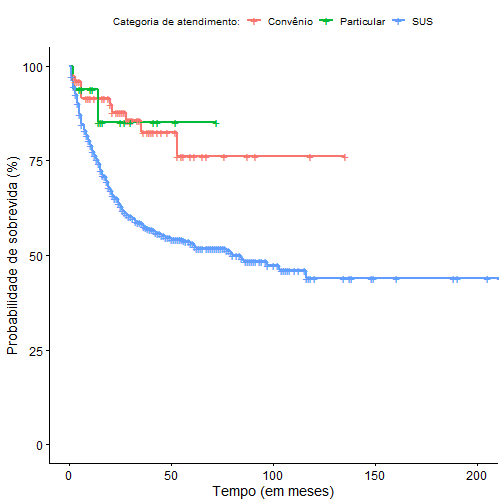 Categoria de atendimento: Convênio Particular SUS
Probabilidade de sobrevida (%)
100
75
50
25
0
0 50 100 150 200
Tempo (em meses)